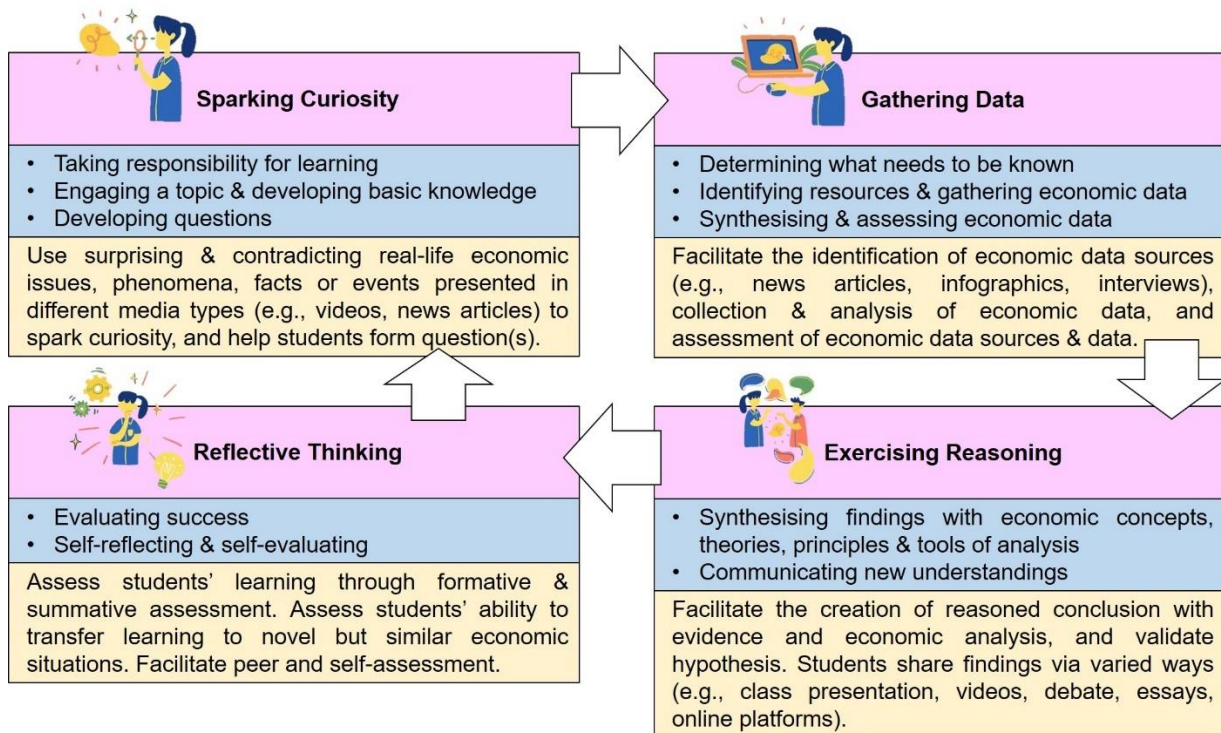 Sparking Curiosity
• Taking responsibility for learning
• Engaging a topic & developing basic knowledge
• Developing questions
Use surprising & contradicting real-life economic
issues, phenomena, facts or events presented in
different media types (e.g., videos, news articles) to
spark curiosity, and help students form question(s).
Gathering Data
• Determining what needs to be known
• Identifying resources & gathering economic data
• Synthesising & assessing economic data
Facilitate the identification of economic data sources
(e.g., news articles, infographics, interviews),
collection & analysis of economic data, and
assessment of economic data sources & data.
Exercising Reasoning
• Synthesising findings with economic concepts,
theories, principles & tools of analysis
• Communicating new understandings
Facilitate the creation of reasoned conclusion with
evidence and economic analysis, and validate
hypothesis. Students share findings via varied ways
(e.g., class presentation, videos, debate, essays,
online platforms).
Reflective Thinking
• Evaluating success
• Self-reflecting & self-evaluating
Assess students’ learning through formative &
summative assessment. Assess students’ ability to
transfer learning to novel but similar economic
situations. Facilitate peer and self-assessment.